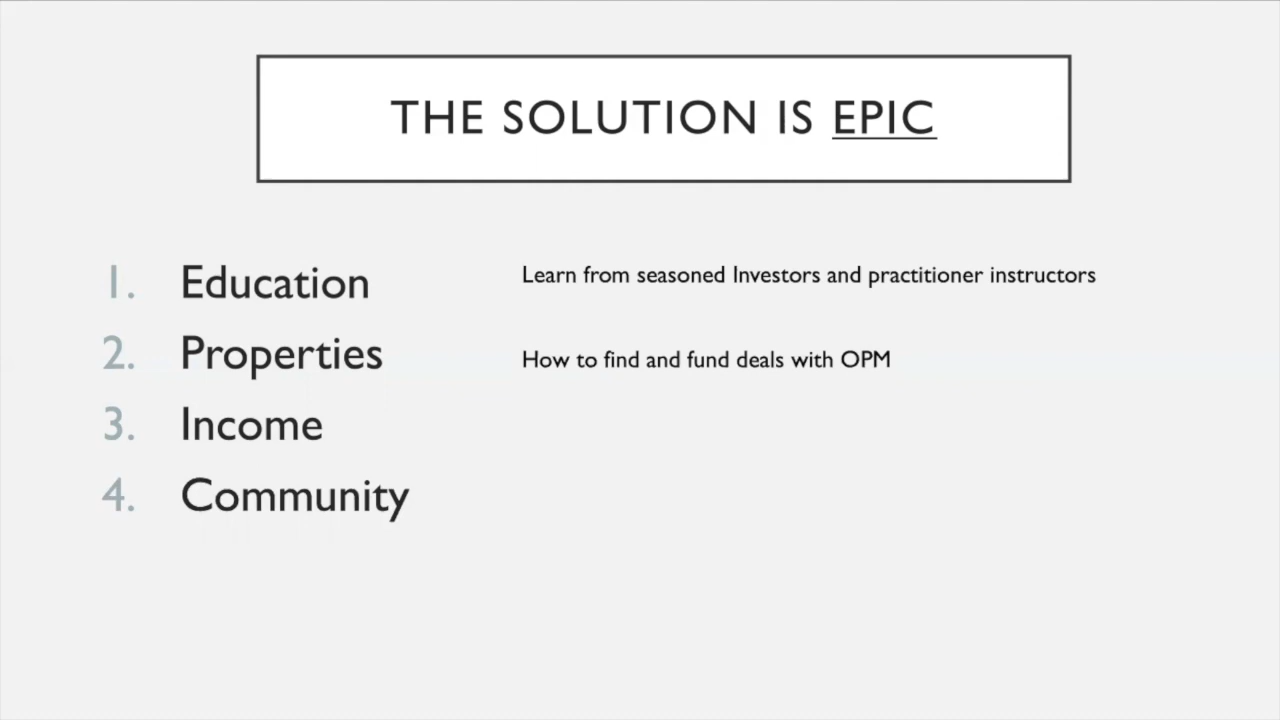 THE SOLUTION IS EPIC
1. Education
Learn from seasoned Investors and practitioner instructors
2. Properties
How to find and fund deals with OPM
3. Income
4. Community